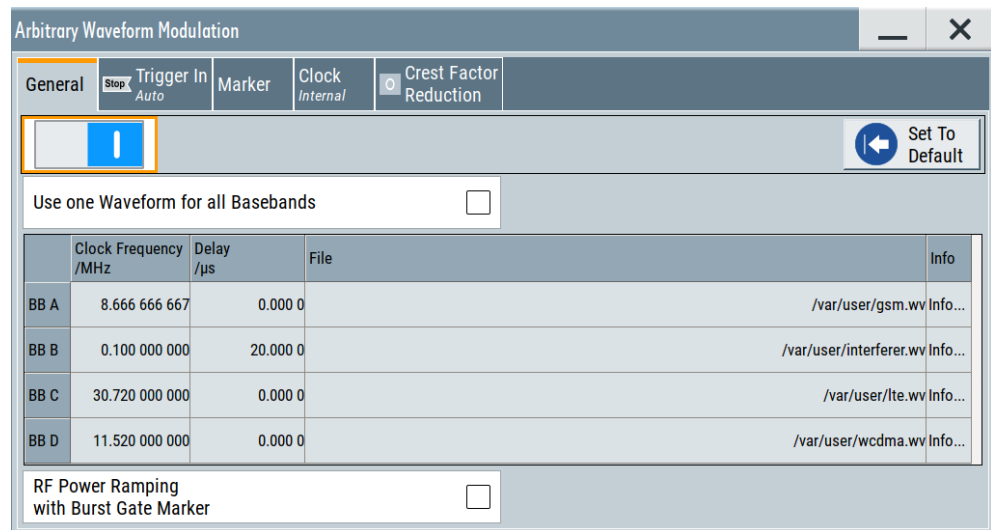 Arbitrary Waveform Modulation
General
Stop Trigger In
Auto
Marker
Clock
Internal
O Crest Factor
Reduction
Set To
Default
Use one Waveform for all Basebands
Clock Frequency
/MHz
Delay
/µs
File
Info
BB A 8.666 666 667 0.000 0 /var/user/gsm.wv Info...
BB B 0.100 000 000 20.000 0 /var/user/interferer.wv Info...
BB C 30.720 000 000 0.000 0 /var/user/lte.wv Info...
BB D 11.520 000 000 0.000 0 /var/user/wcdma.wv Info...
RF Power Ramping
with Burst Gate Marker